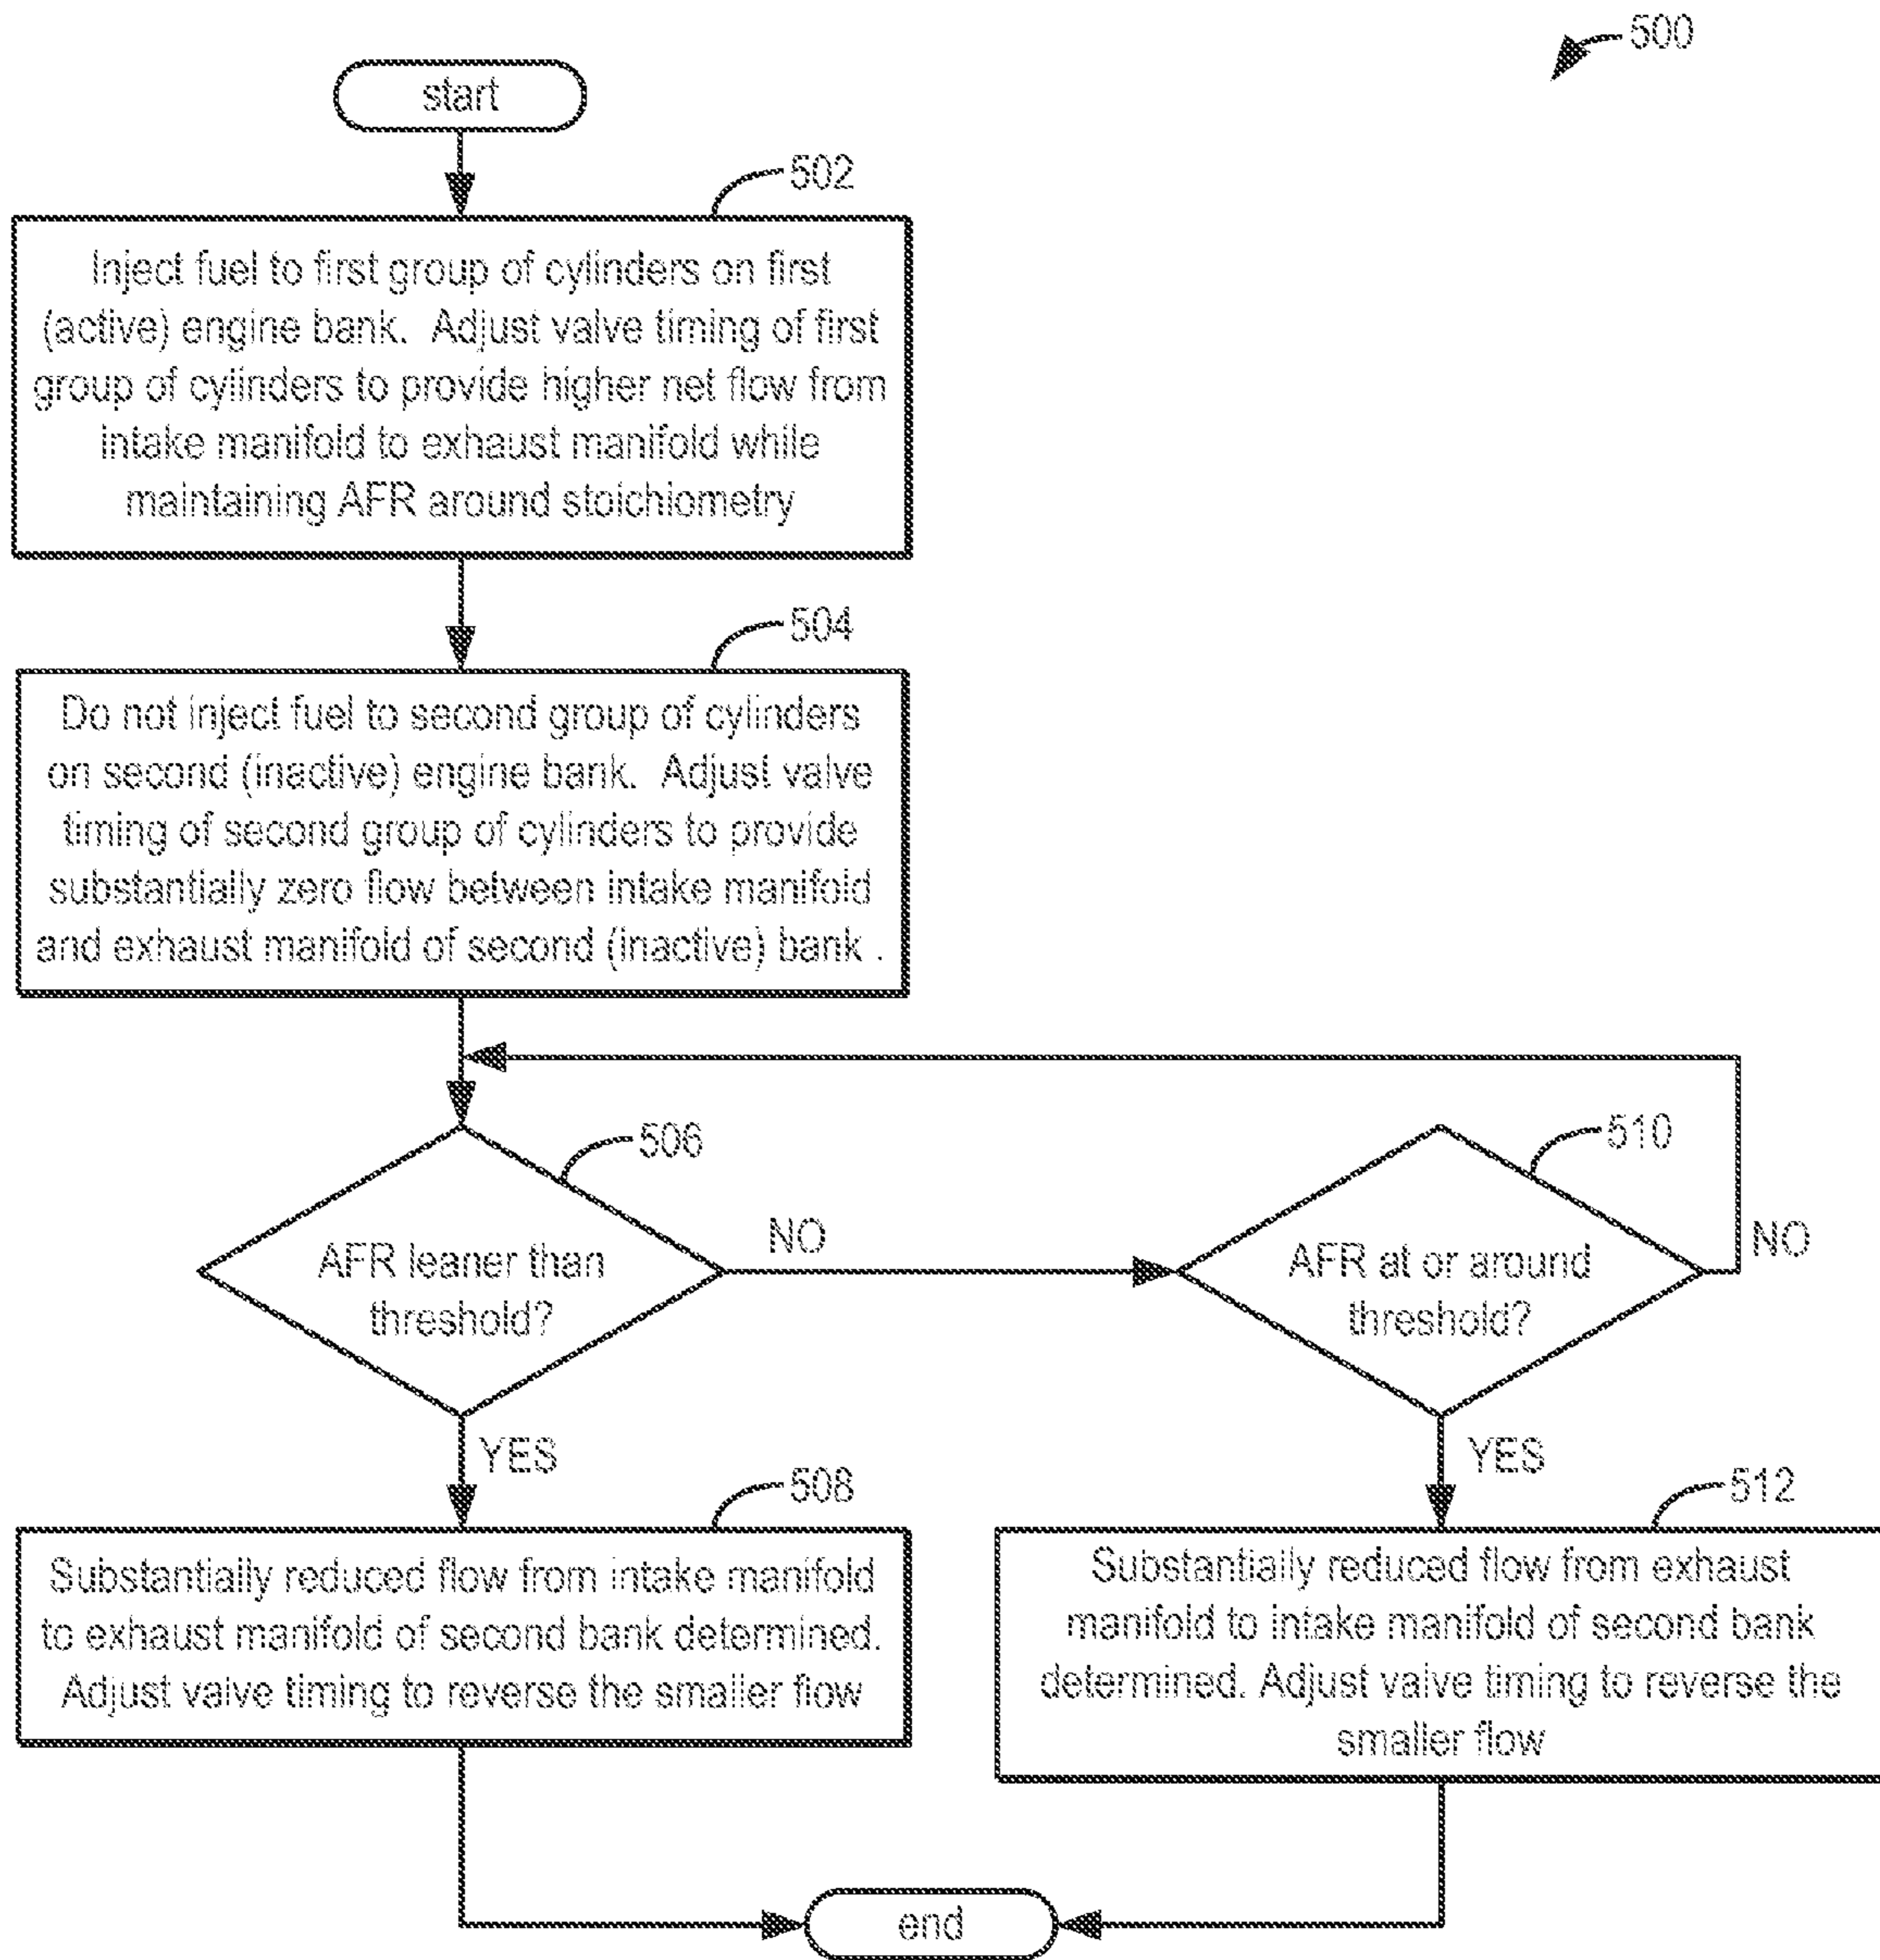 500
start
502
Inject fuel to first group of cylinders on first
(active) engine bank. Adjust valve timing of first
group of cylinders to provide higher net flow from
intake manifold to exhaust manifold while
maintaining AFR around stoichiometry
504
Do not inject fuel to second group of cylinders
on second (inactive) engine bank. Adjust valve
timing of second group of cylinders to provide
substantially zero flow between intake manifold
and exhaust manifold of second (inactive) bank .
506
AFR leaner than
threshold?
NO
510
AFR at or around
threshold?
NO
YES
508
Substantially reduced flow from intake manifold
to exhaust manifold of second bank determined.
Adjust valve timing to reverse the smaller flow
YES
512
Substantially reduced flow from exhaust
manifold to intake manifold of second bank
determined. Adjust valve timing to reverse the
smaller flow
end